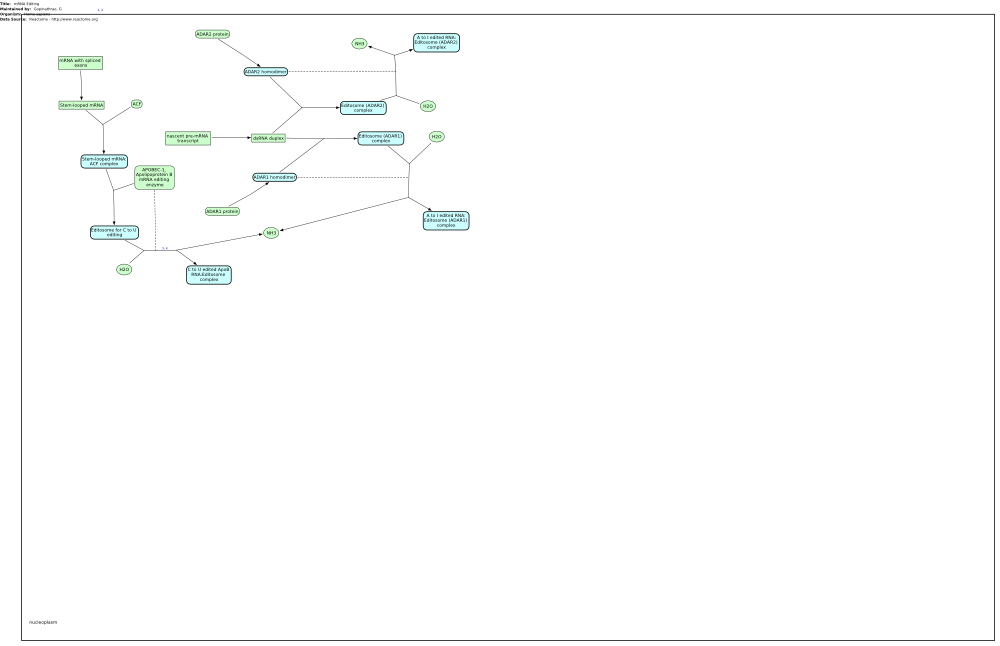 Title: mRNA Editing
Maintained by: Gopinathrao, G
Organism: Homo sapiens
Data Source: Reactome - http://www.reactome.org
ADAR2 protein
NH3
A to I edited RNA:
Editosome (ADAR2)
complex
mRNA with spliced
exons
ADAR2 homodimer
Stem-looped mRNA
ACF
Editosome (ADAR2)
complex
H2O
nascent pre-mRNA
transcript
dsRNA duplex
Editosome (ADAR1)
complex
H2O
Stem-looped mRNA:
ACF complex
APOBEC-1,
Apolipoprotein B
mRNA editing
enzyme
ADAR1 homodimer
ADAR1 protein
A to I edited RNA:
Editosome (ADAR1)
complex
Editosome for C to U
editing
NH3
H2O
C to U edited ApoB
RNA:Editosome
complex
nucleoplasm